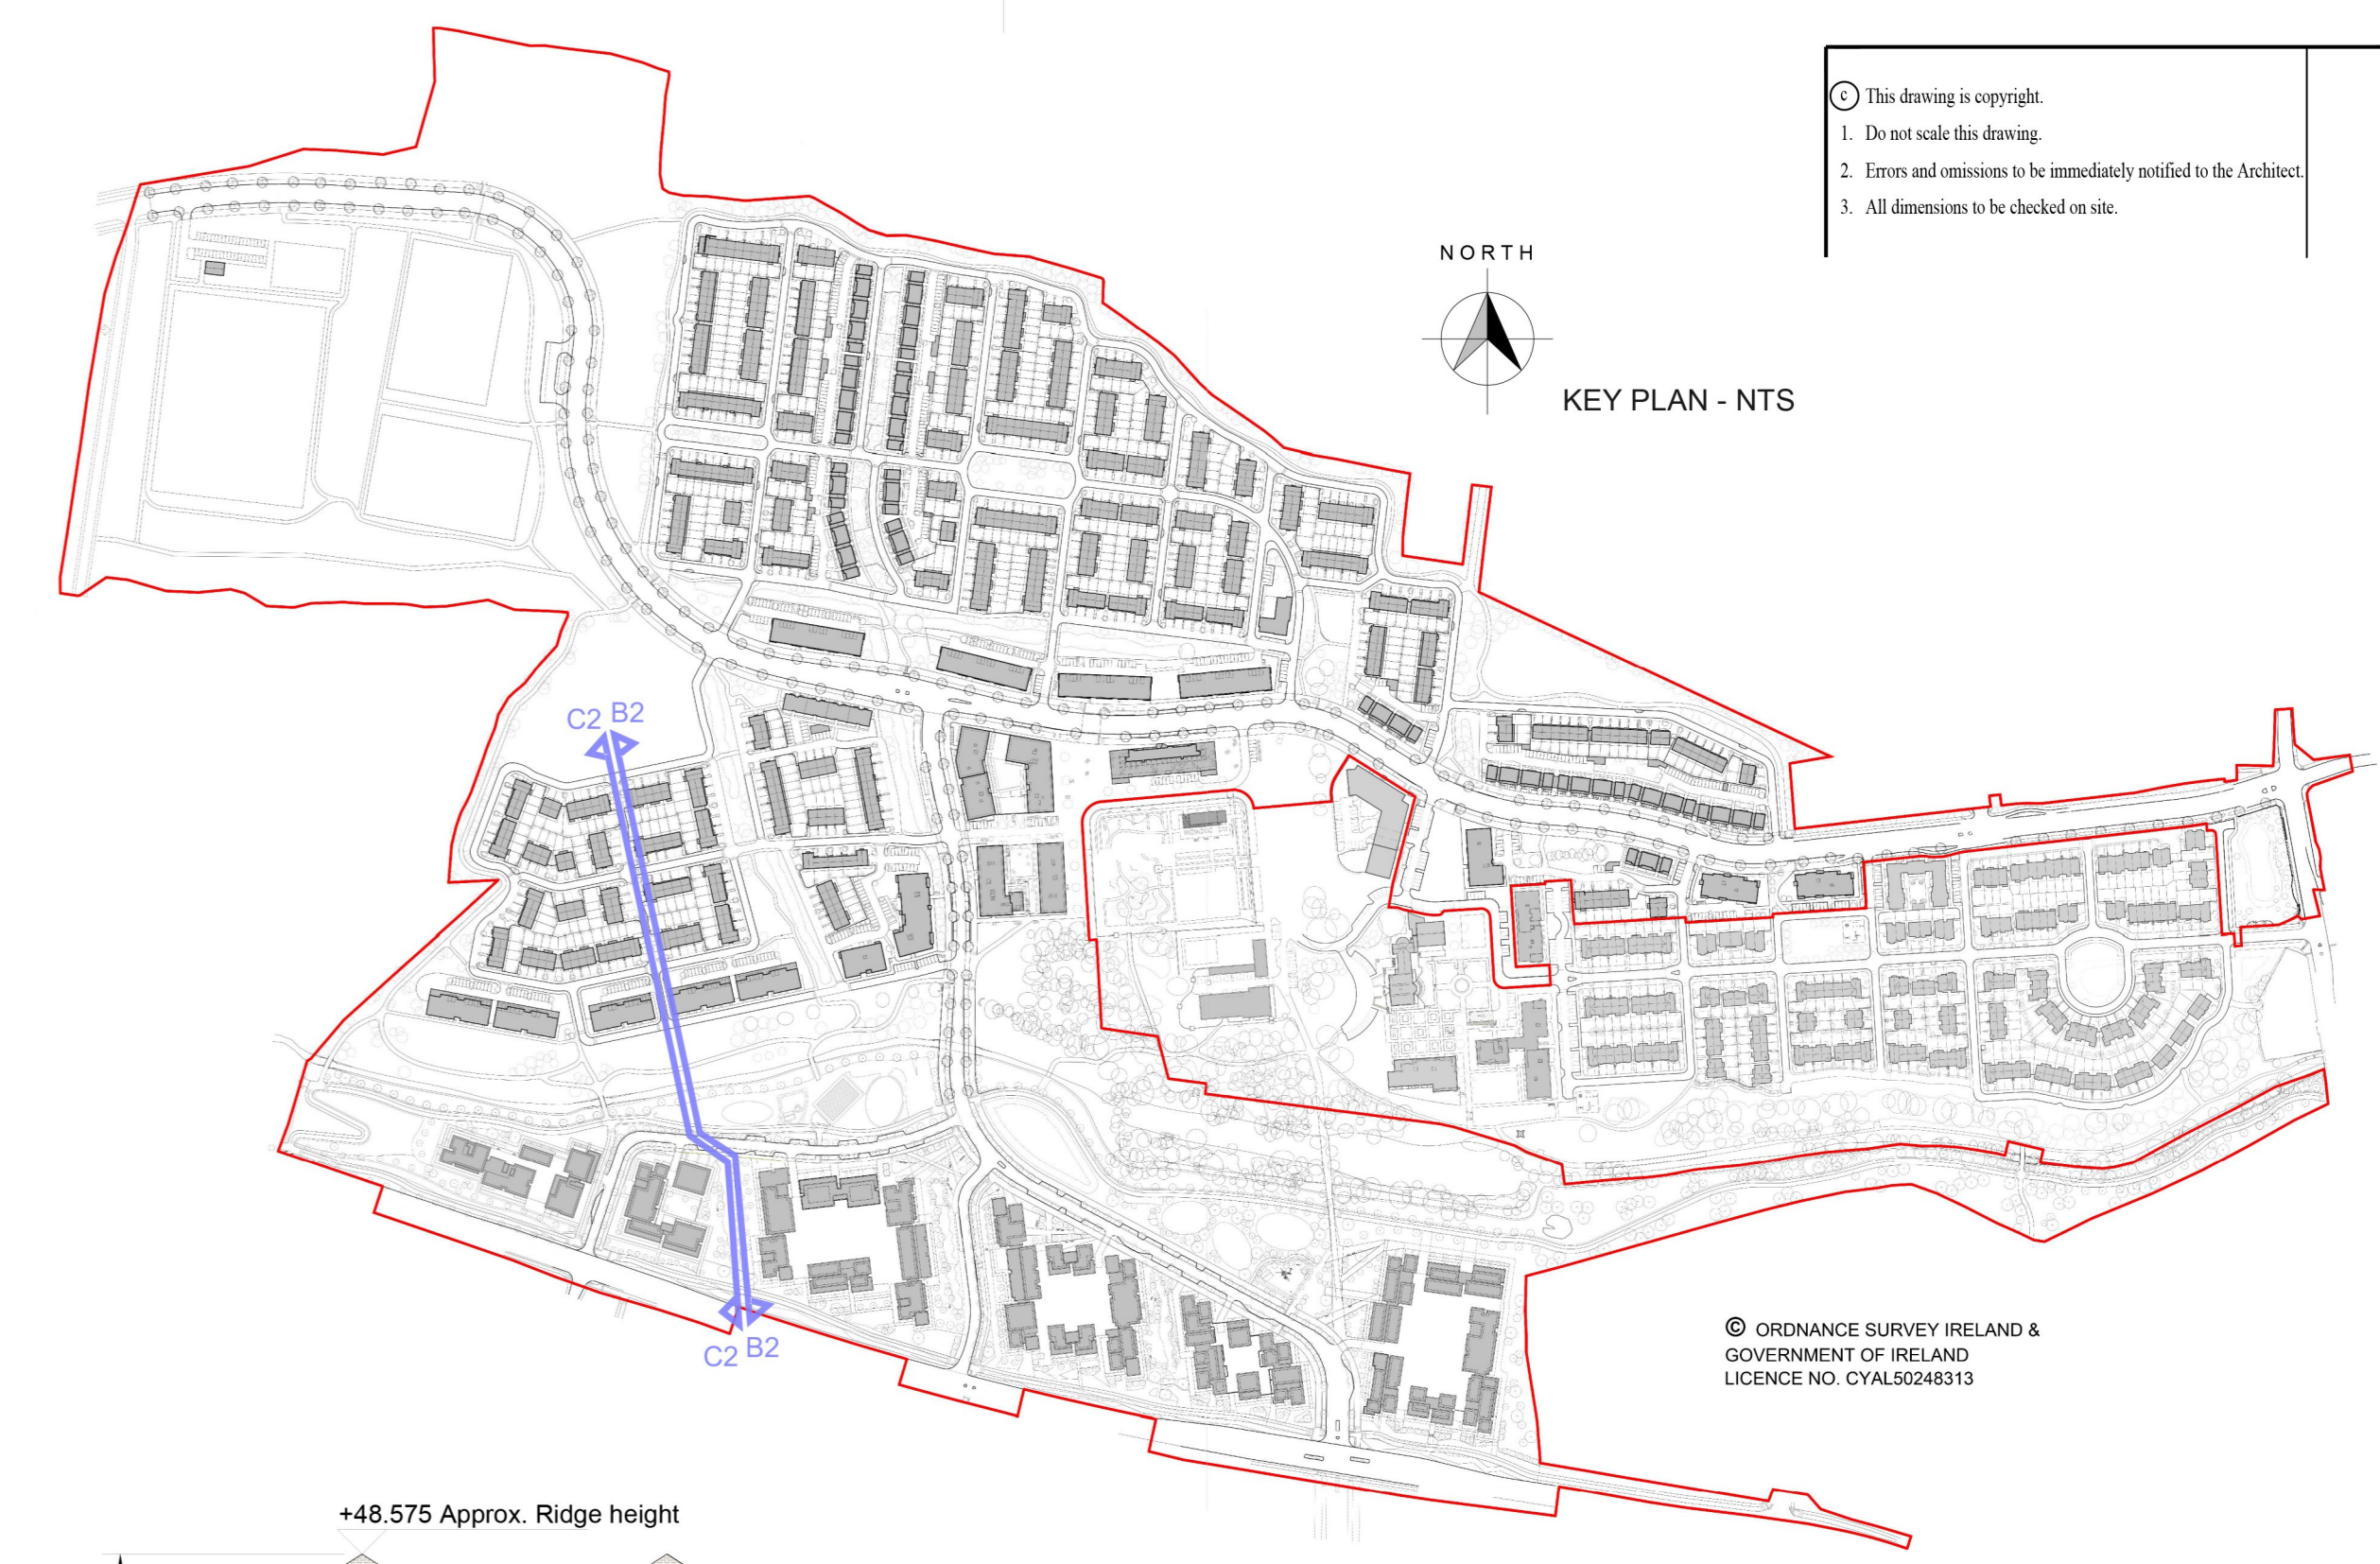 c This drawing is copyright.
1. Do not scale this drawing.
2. Errors and omissions to be immediately notified to the Architect.
3. All dimensions to be checked on site.
NORTH
KEY PLAN - NTS
C2 B2
C2 B2
© ORDNANCE SURVEY IRELAND &
GOVERNMENT OF IRELAND
LICENCE NO. CYAL50248313
+48.575 Approx. Ridge height